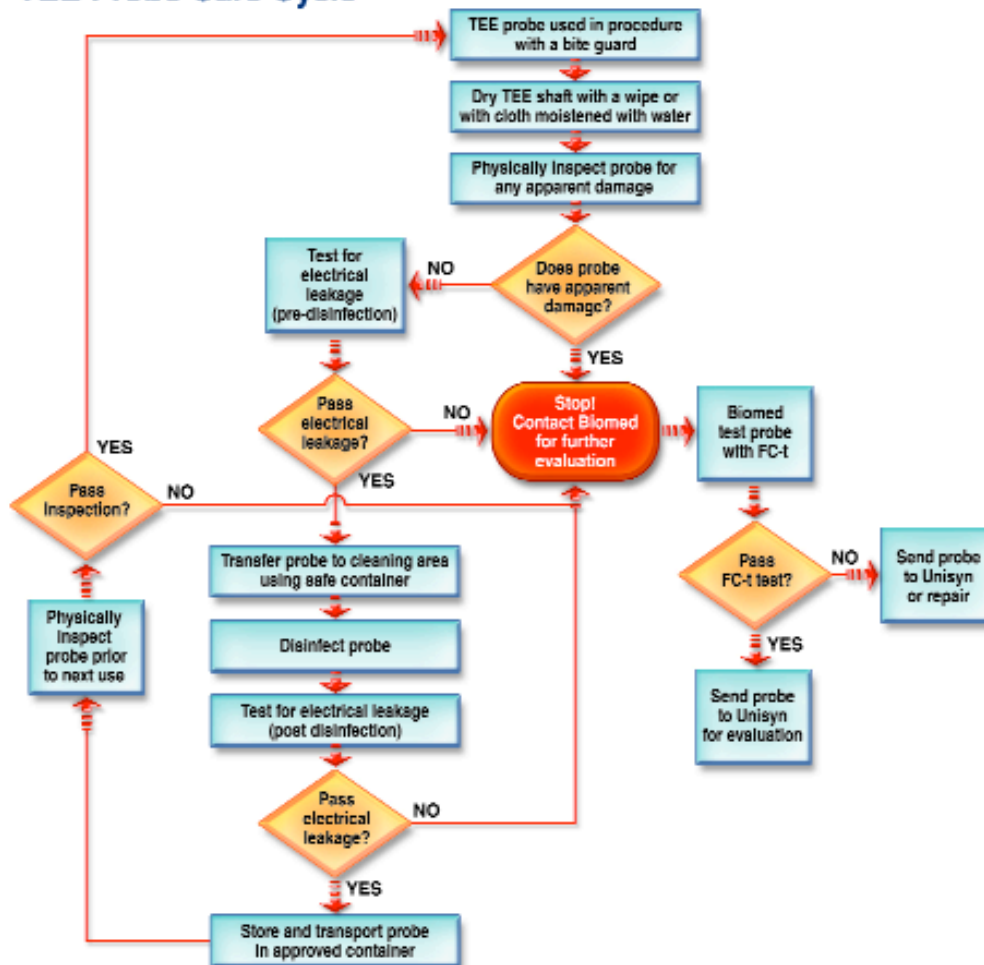 TEE Probe Care Cycle
TEE probe used in procedure
with a bite guard
Dry TEE shaft with a wipe or
with cloth moistened with water
Physically inspect probe for
any apparent damage
Does probe
have apparent
damage?
NO
YES
Test for
electrical
leakage
(pre-disinfection)
Pass
electrical
leakage?
NO
YES
Stop!
Contact Biomed
for further
evaluation
Biomed
test probe
with FC-t
Pass
FC-t test?
NO
Send probe
to Unisyn
or repair
YES
Send probe
to Unisyn
for evaluation
YES
Pass
inspection?
NO
Transfer probe to cleaning area
using safe container
Disinfect probe
Test for electrical leakage
(post disinfection)
Pass
electrical
leakage?
NO
YES
Store and transport probe
in approved container
Physically
inspect
probe prior
to next use